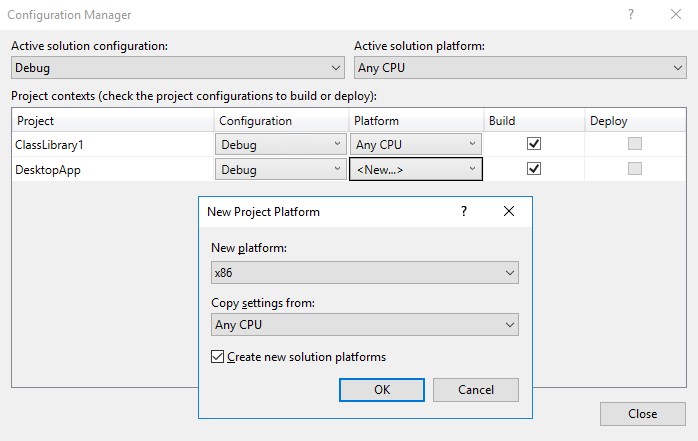 Configuration Manager
Active solution configuration: Active solution platform:
Debug Any CPU
Project contexts (check the project configurations to build or deploy):
Project Configuration Platform Build Deploy
ClassLibrary1 Debug Any CPU
DesktopApp Debug <New...>
New Project Platform
New platform:
x86
Copy settings from:
Any CPU
Create new solution platforms
OK Cancel
Close